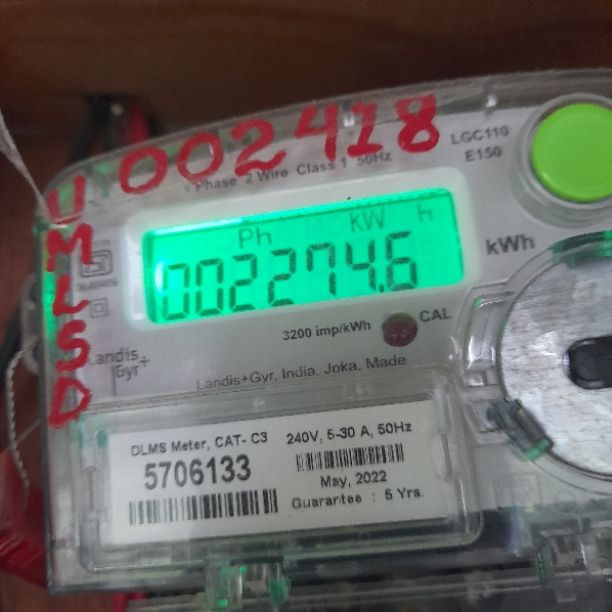 002418
UMLSD
LGC110
E150
1 Phase 2 Wire Class 1 50Hz
Ph kW h
002274.6
kWh
3200 imp/kWh
CAL
Landis+
Gyr
Landis+Gyr, India, Joka, Made
DLMS Meter, CAT- C3
240V, 5-30 A, 50Hz
5706133
May, 2022
Guarantee : 5 Yrs.